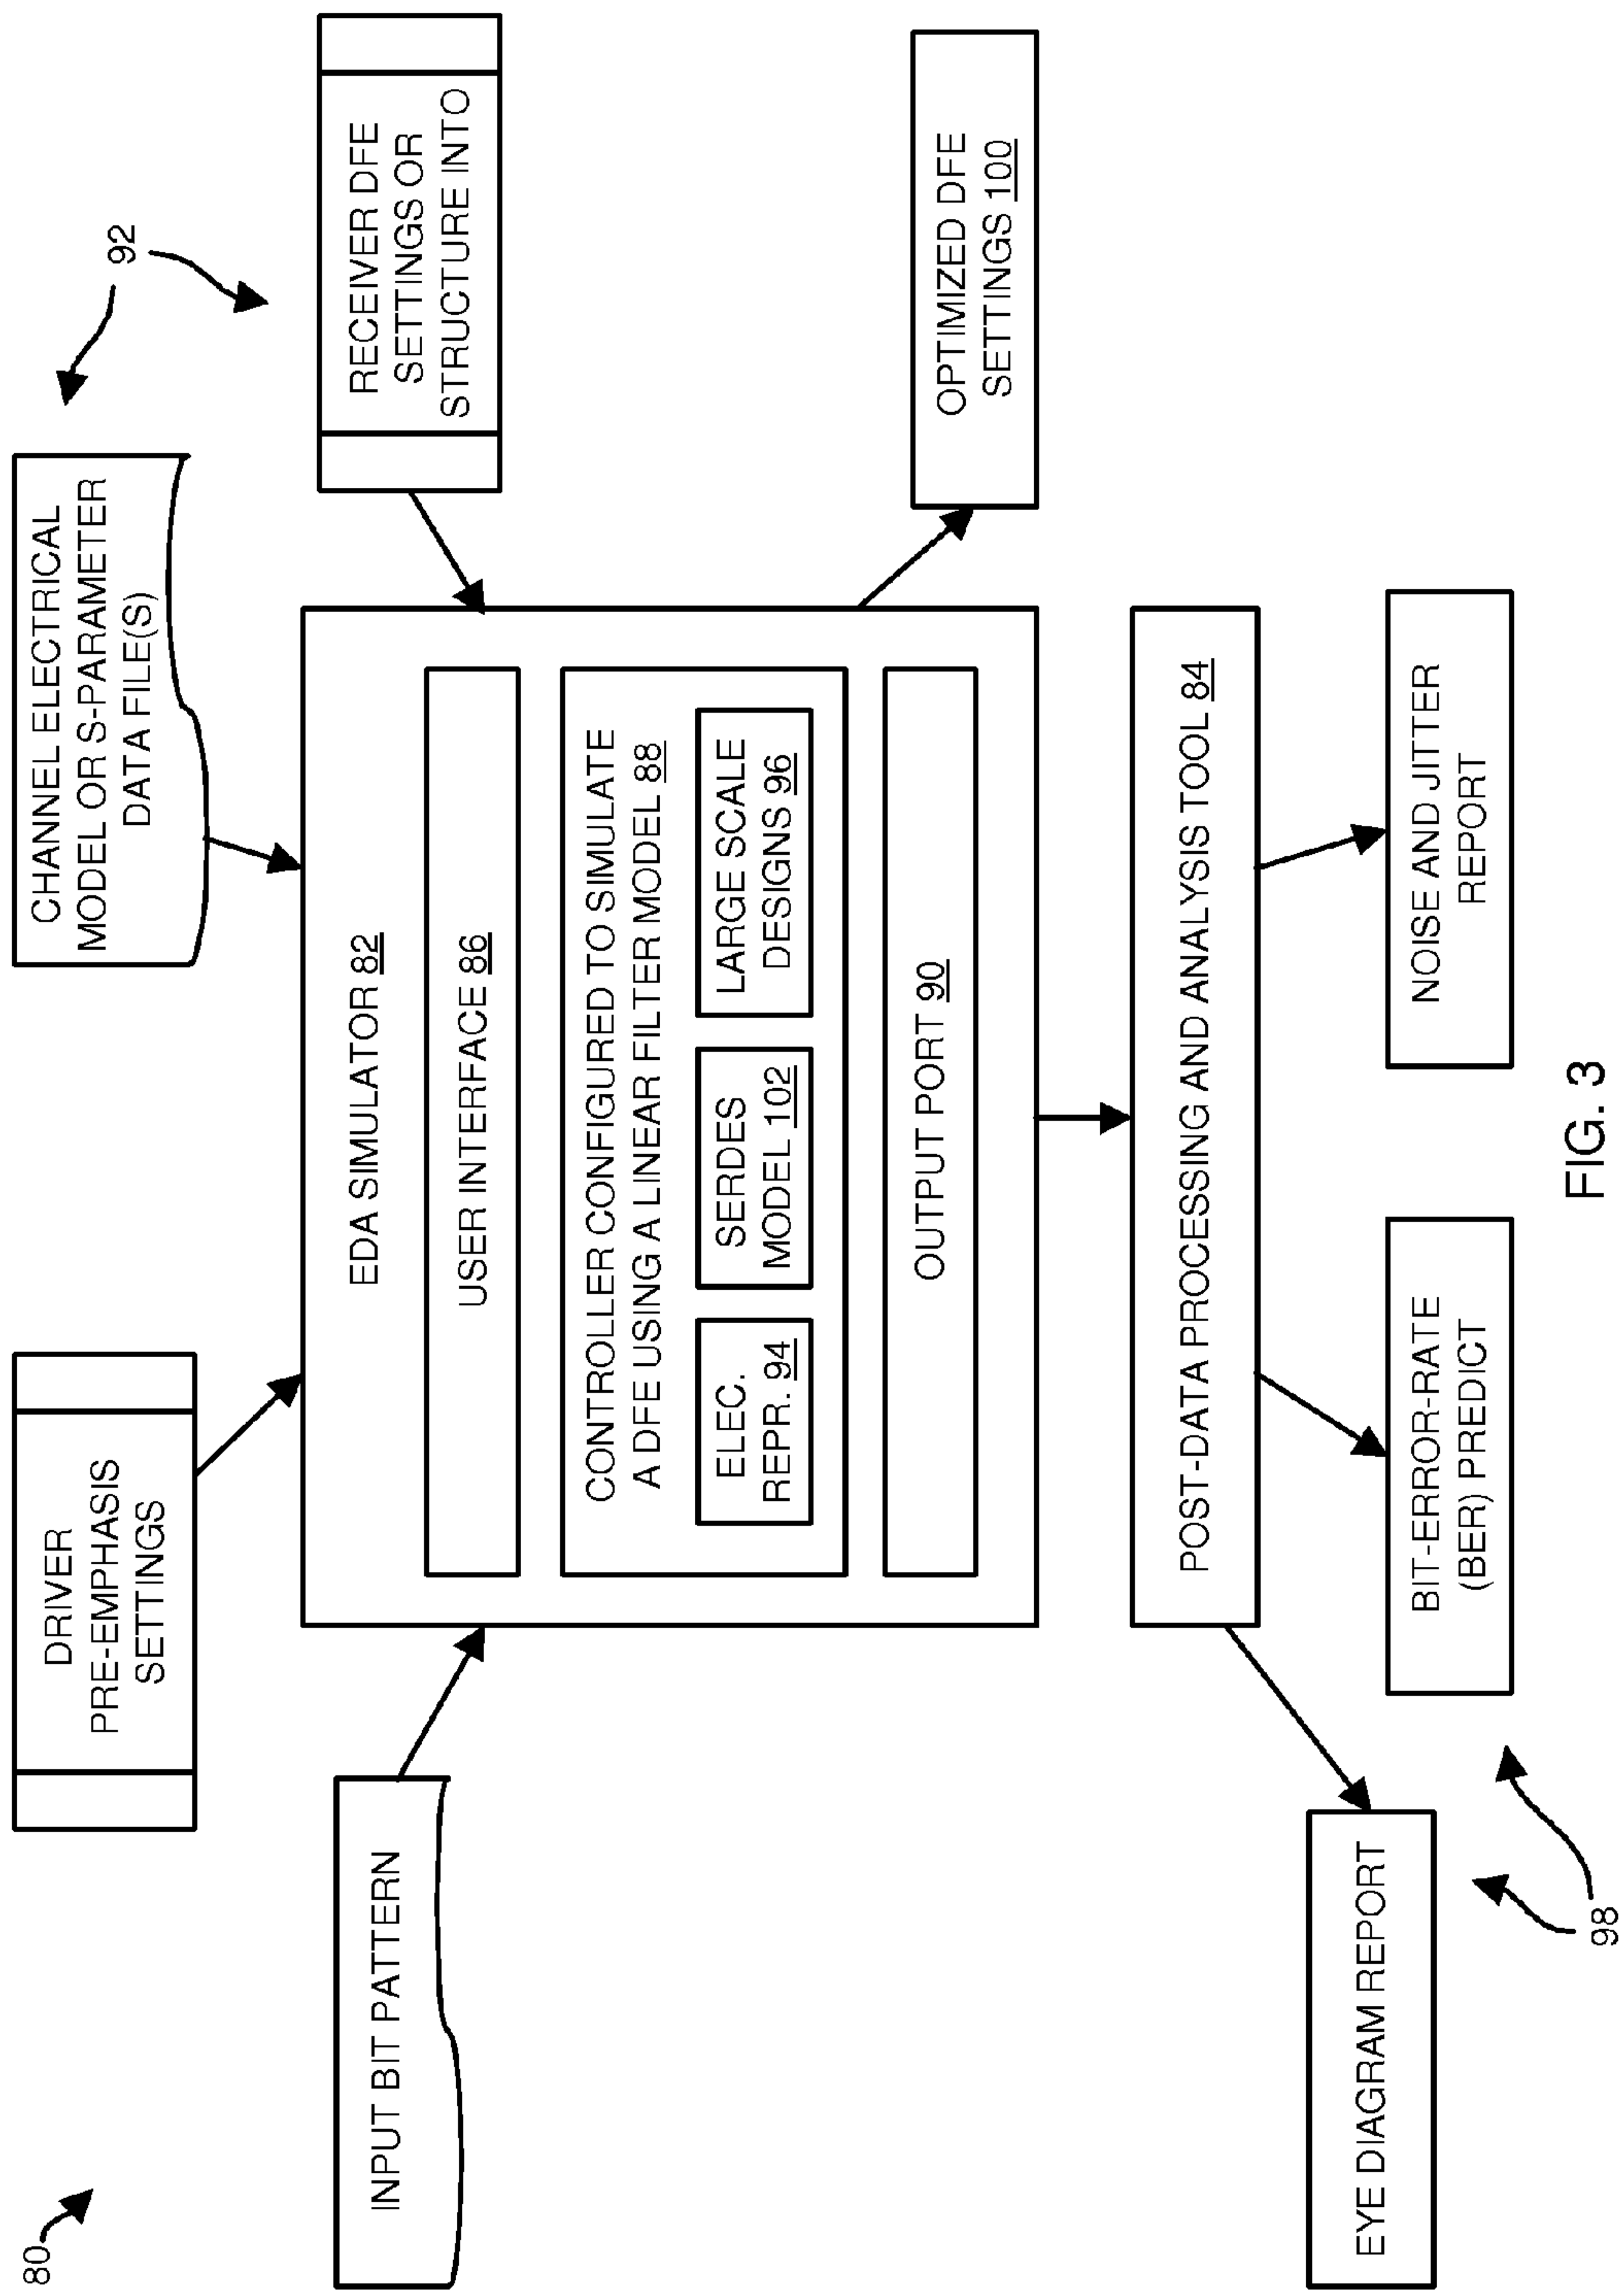 80
DRIVER
PRE-EMPHASIS
SETTINGS
CHANNEL ELECTRICAL
MODEL OR S-PARAMETER
DATA FILE(S)
92
INPUT BIT PATTERN
RECEIVER DFE
SETTINGS OR
STRUCTURE INTO
EDA SIMULATOR 82
USER INTERFACE 86
CONTROLLER CONFIGURED TO SIMULATE
A DFE USING A LINEAR FILTER MODEL 88
ELEC.
REPR. 94
SERDES
MODEL 102
LARGE SCALE
DESIGNS 96
OUTPUT PORT 90
OPTIMIZED DFE
SETTINGS 100
POST-DATA PROCESSING AND ANALYSIS TOOL 84
EYE DIAGRAM REPORT
BIT-ERROR-RATE
(BER) PREDICT
NOISE AND JITTER
REPORT
98
FIG. 3